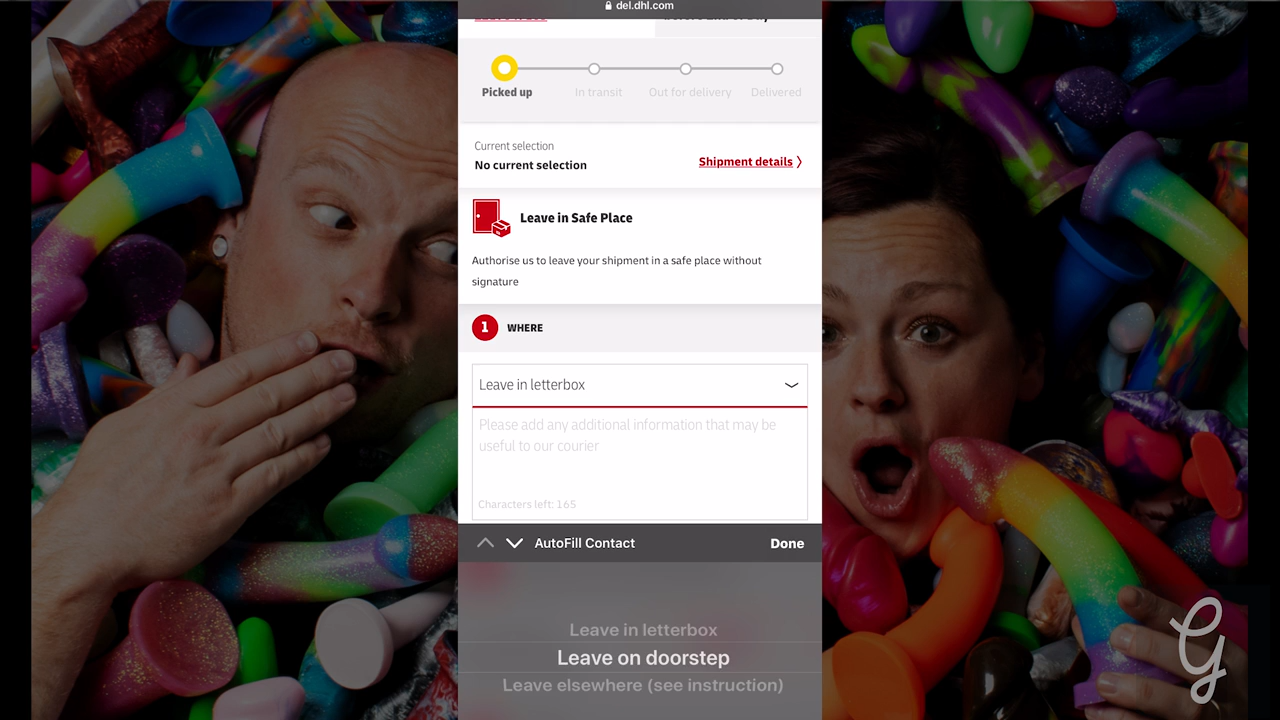 del.dhl.com
Picked up
In transit
Out for delivery
Delivered
Current selection
No current selection
Shipment details
Leave in Safe Place
Authorise us to leave your shipment in a safe place without
signature
1 WHERE
Leave in letterbox
Please add any additional information that may be
useful to our courier
Characters left: 165
AutoFill Contact
Done
Leave in letterbox
Leave on doorstep
Leave elsewhere (see instruction)